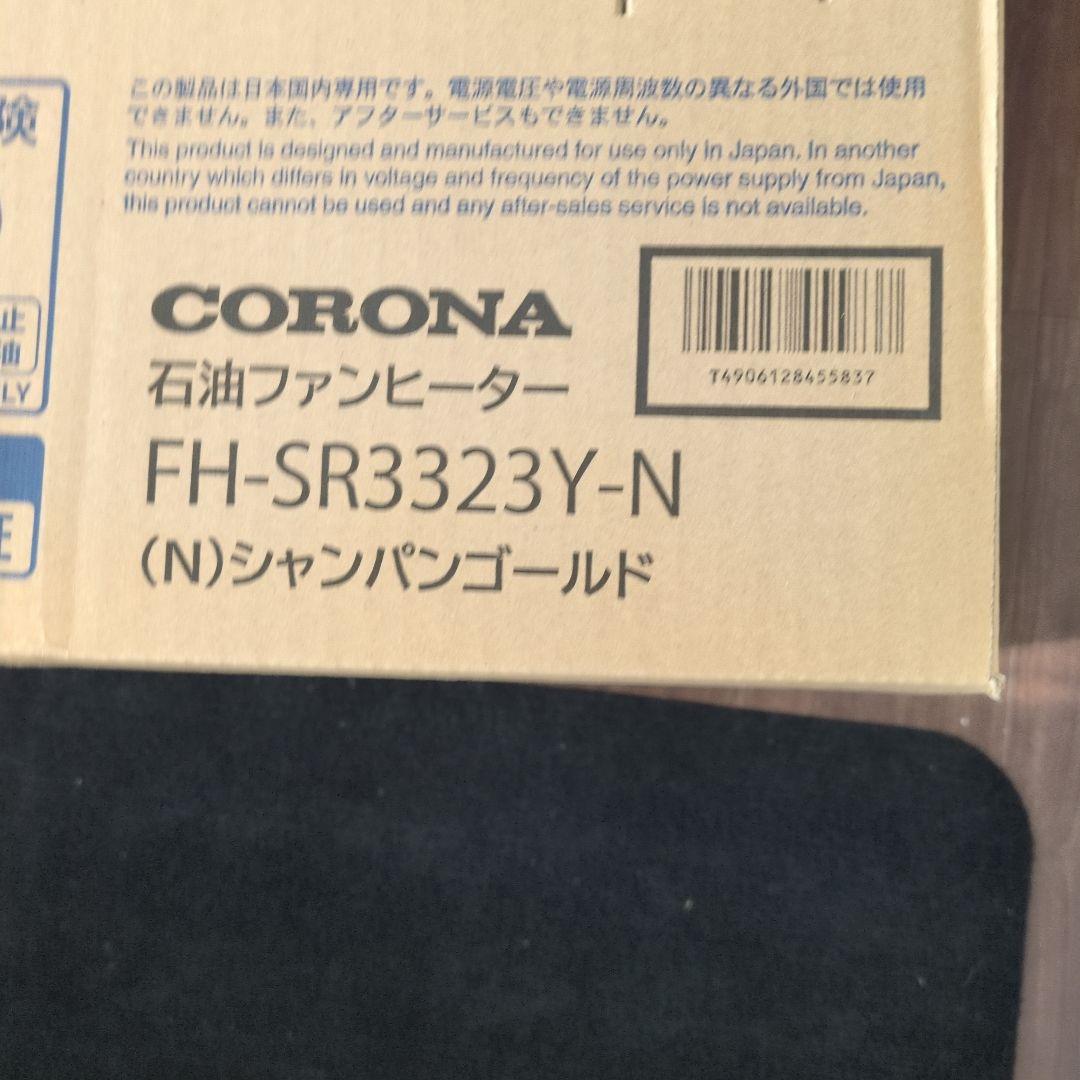 この製品は日本国内専用です。電源電圧や電源周波数の異なる外国では使用
できません。また、アフターサービスもできません。
This product is designed and manufactured for use only in Japan. In another
country which differs in voltage and frequency of the power supply from Japan,
this product cannot be used and any after-sales service is not available.
険
止
油
LY
正
CORONA
石油ファンヒーター
FH-SR3323Y-N
(N)シャンパンゴールド
T4906128455837